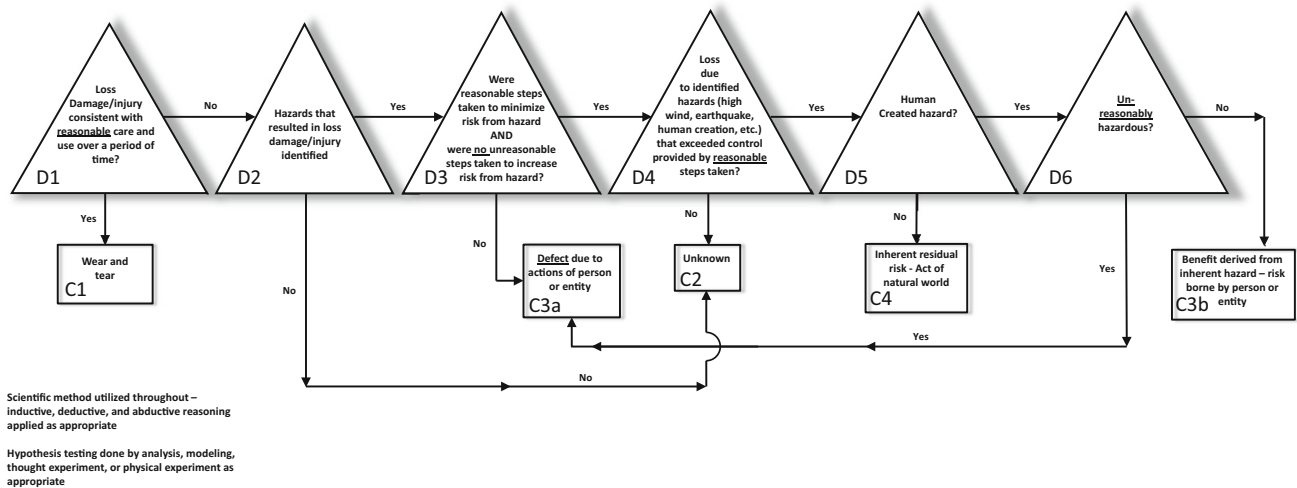 Loss
Damage/injury
consistent with
reasonable care and
use over a period of
time?
D1
No
Yes
Wear and
tear
C1
Hazards that
resulted in loss
damage/injury
identified
D2
Yes
No
Were
reasonable steps
taken to minimize
risk from hazard
AND
were no unreasonable
steps taken to increase
risk from hazard?
D3
Yes
No
Defect due to
actions of person
or entity
C3a
Loss
due
to identified
hazards (high
wind, earthquake,
human creation, etc.)
that exceeded control
provided by reasonable
steps taken?
D4
Yes
No
Unknown
C2
Human
Created hazard?
D5
Yes
No
Inherent residual
risk - Act of
natural world
C4
Un-
reasonably
hazardous?
D6
No
Yes
Benefit derived from
inherent hazard – risk
borne by person or
entity
C3b
Yes
No
Scientific method utilized throughout –
inductive, deductive, and abductive reasoning
applied as appropriate
Hypothesis testing done by analysis, modeling,
thought experiment, or physical experiment as
appropriate